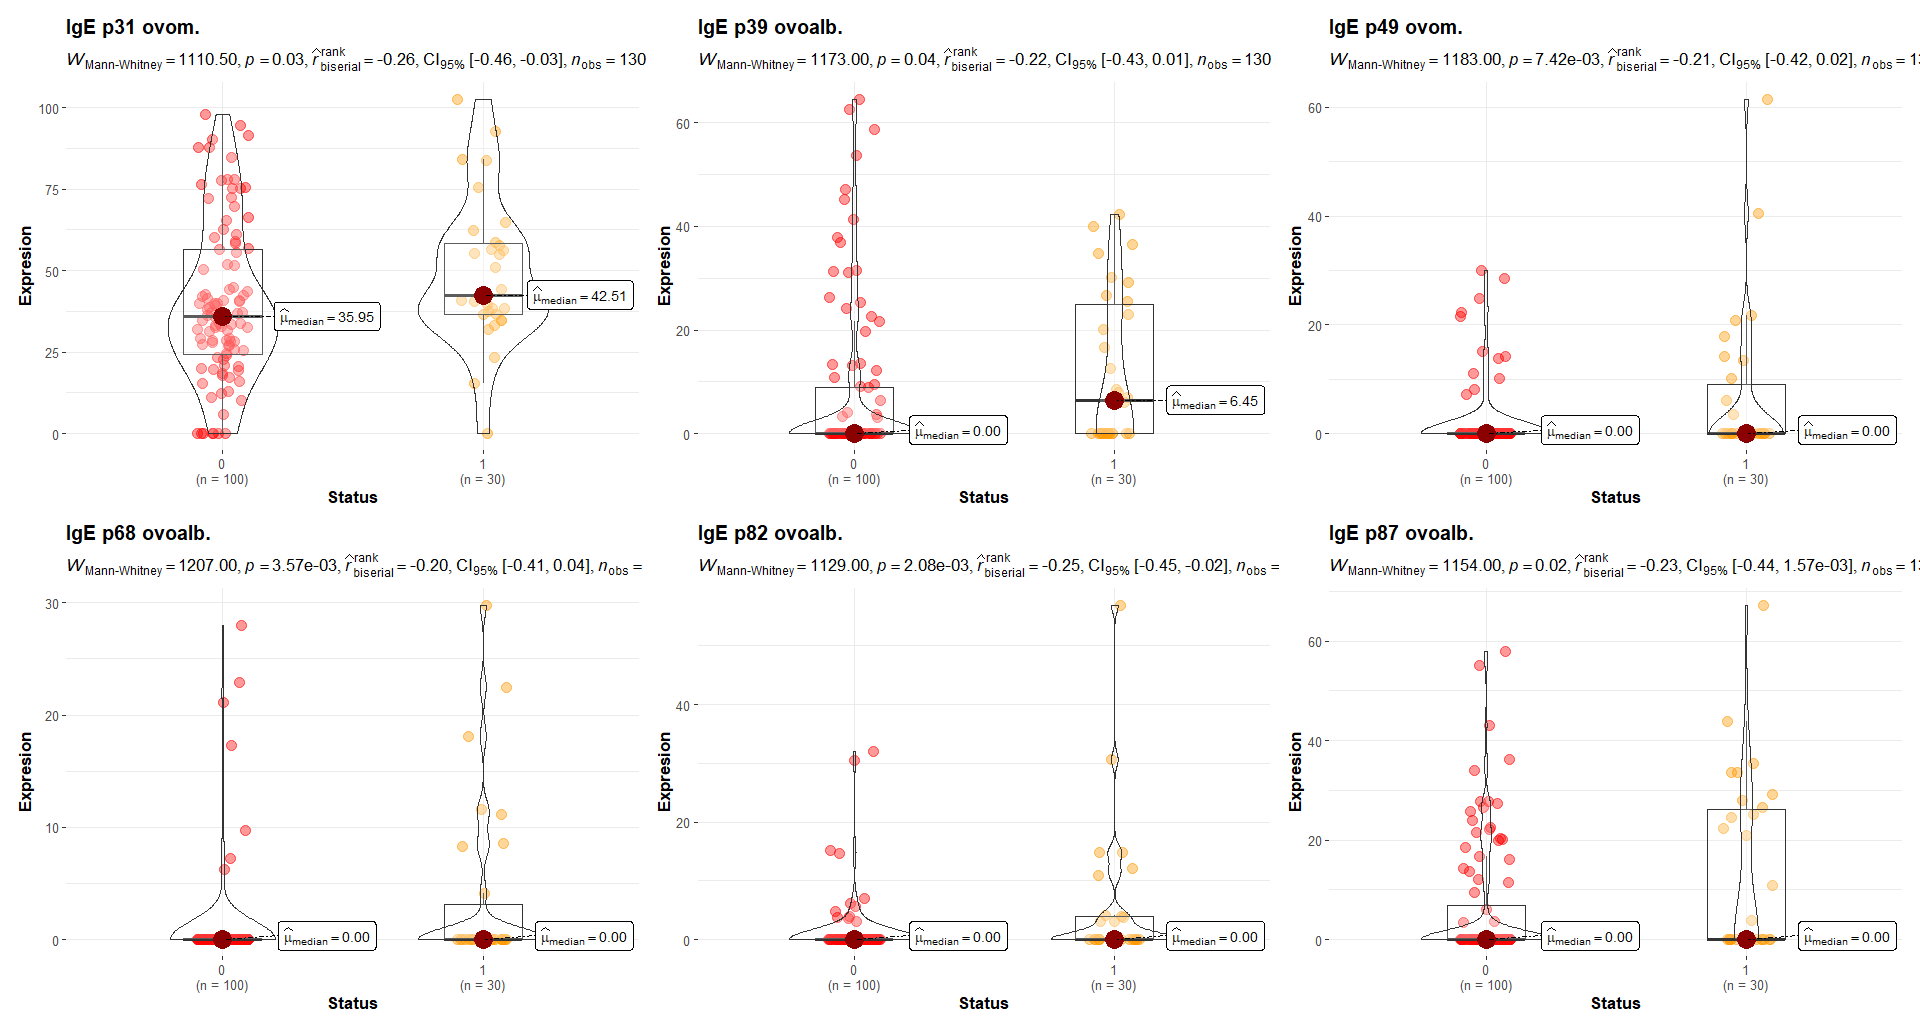 IgE p31 ovom.
W Mann-Whitney = 1110.50, p = 0.03, r̂ rank biserial = -0.26, CI95% [-0.46, -0.03], nobs = 130
100
75
50
25
0
Expresion
μ̂median = 35.95
μ̂median = 42.51
0
(n = 100)
1
(n = 30)
Status
IgE p39 ovoalb.
W Mann-Whitney = 1173.00, p = 0.04, r̂ rank biserial = -0.22, CI95% [-0.43, 0.01], nobs = 130
60
40
20
0
Expresion
μ̂median = 0.00
μ̂median = 6.45
0
(n = 100)
1
(n = 30)
Status
IgE p49 ovom.
W Mann-Whitney = 1183.00, p = 7.42e-03, r̂ rank biserial = -0.21, CI95% [-0.42, 0.02], nobs = 13
60
40
20
0
Expresion
μ̂median = 0.00
μ̂median = 0.00
0
(n = 100)
1
(n = 30)
Status
IgE p68 ovoalb.
W Mann-Whitney = 1207.00, p = 3.57e-03, r̂ rank biserial = -0.20, CI95% [-0.41, 0.04], nobs =
30
20
10
0
Expresion
μ̂median = 0.00
μ̂median = 0.00
0
(n = 100)
1
(n = 30)
Status
IgE p82 ovoalb.
W Mann-Whitney = 1129.00, p = 2.08e-03, r̂ rank biserial = -0.25, CI95% [-0.45, -0.02], nobs =
40
20
0
Expresion
μ̂median = 0.00
μ̂median = 0.00
0
(n = 100)
1
(n = 30)
Status
IgE p87 ovoalb.
W Mann-Whitney = 1154.00, p = 0.02, r̂ rank biserial = -0.23, CI95% [-0.44, 1.57e-03], nobs = 13
60
40
20
0
Expresion
μ̂median = 0.00
μ̂median = 0.00
0
(n = 100)
1
(n = 30)
Status